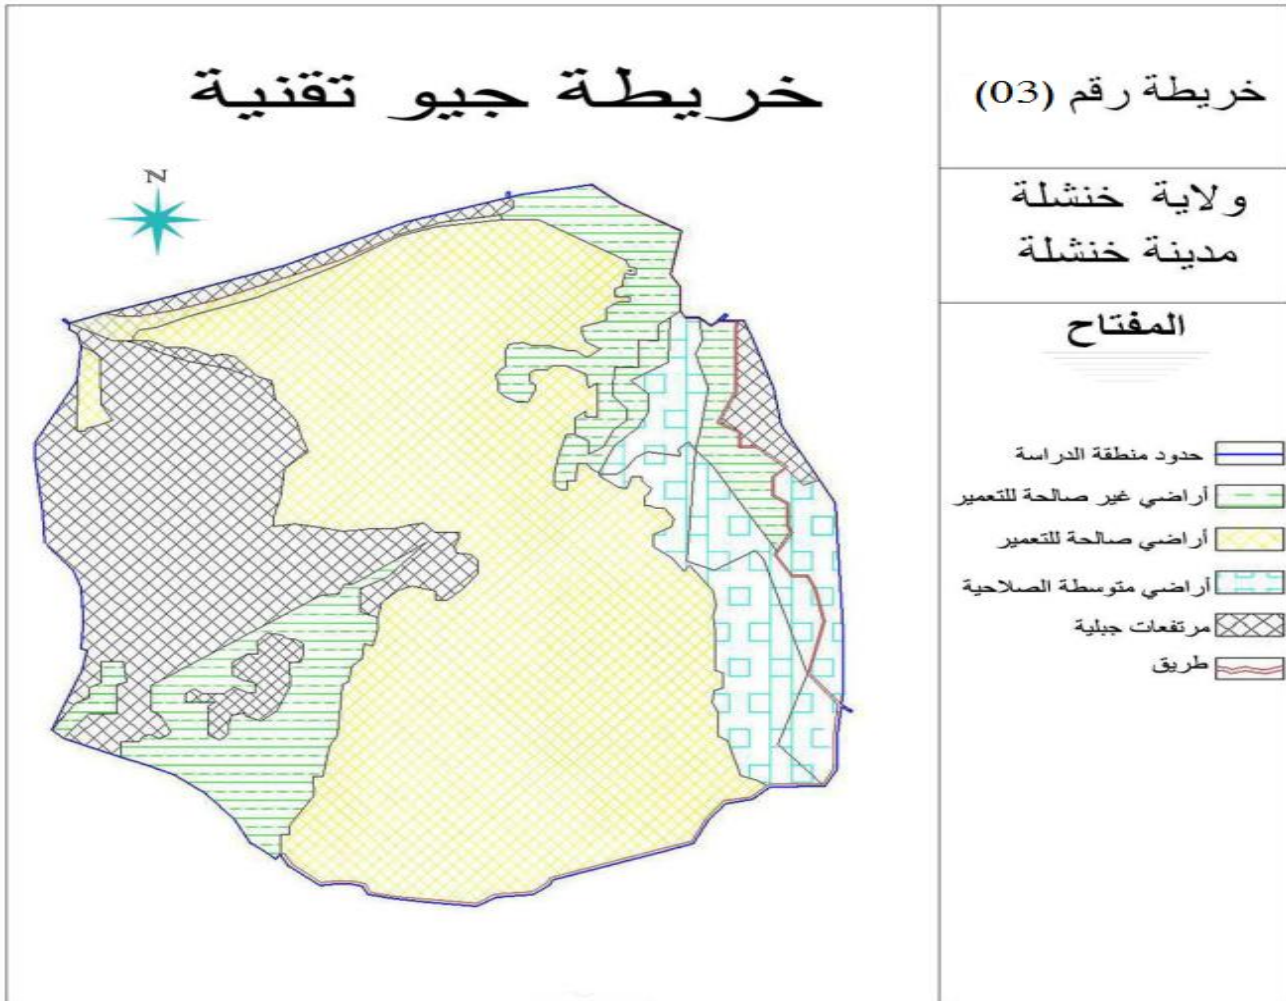 خريطة جيو تقنية
N
خريطة رقم (03)
ولاية خنشلة
مدينة خنشلة
المفتاح
حدود منطقة الدراسة
أراضي غير صالحة للتعمير
أراضي صالحة للتعمير
أراضي متوسطة الصلاحية
مرتفعات جبلية
طريق